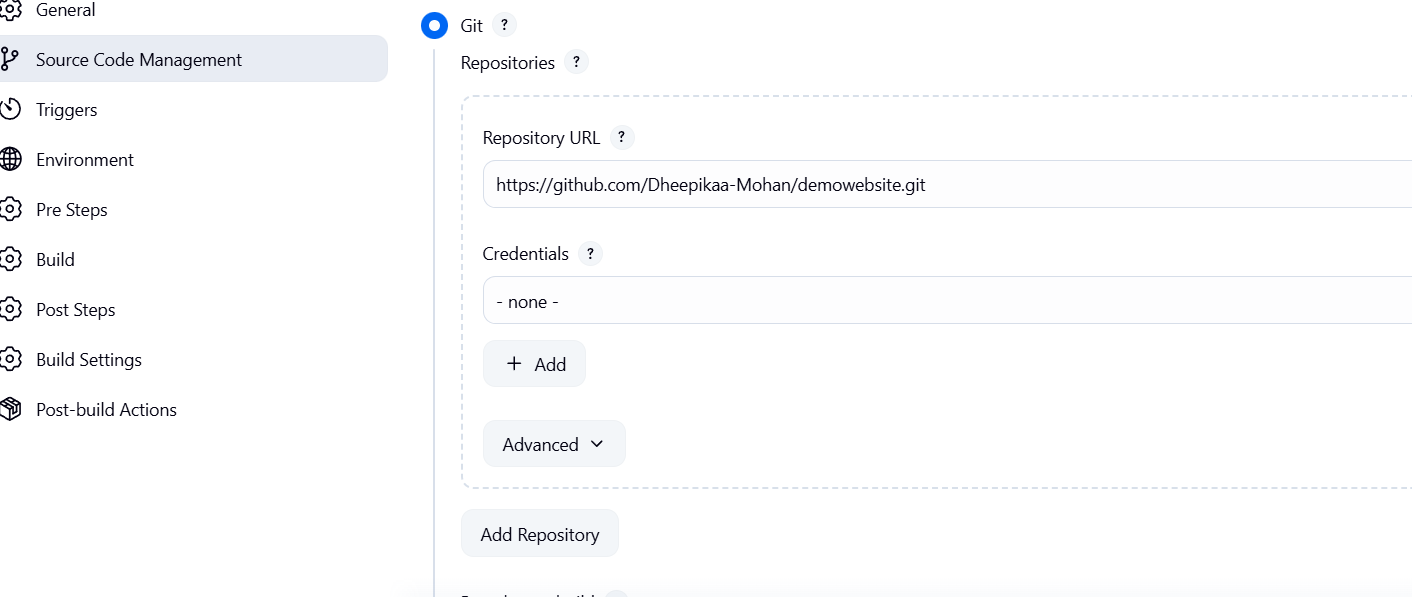 General
Source Code Management
Triggers
Environment
Pre Steps
Build
Post Steps
Build Settings
Post-build Actions
Git ?
Repositories ?
Repository URL ?
https://github.com/Dheepikaa-Mohan/demowebsite.git
Credentials ?
- none -
+ Add
Advanced
Add Repository